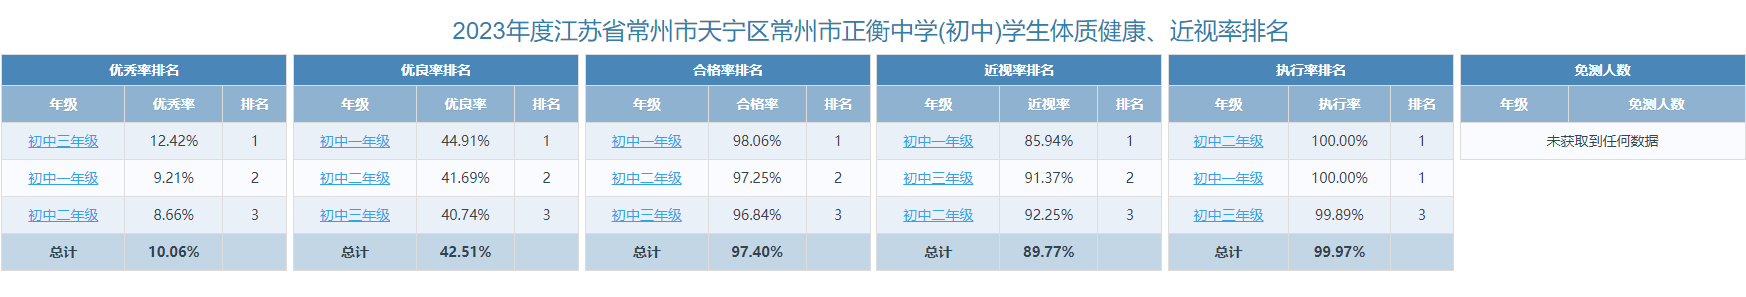 2023年度江苏省常州市天宁区常州市正衡中学(初中)学生体质健康、近视率排名
优秀率排名 优良率排名 合格率排名 近视率排名 执行率排名 免测人数
年级 优秀率 排名 年级 优良率 排名 年级 合格率 排名 年级 近视率 排名 年级 执行率 排名 年级 免测人数
初中三年级 12.42% 1 初中一年级 44.91% 1 初中一年级 98.06% 1 初中一年级 85.94% 1 初中二年级 100.00% 1 未获取到任何数据
初中一年级 9.21% 2 初中二年级 41.69% 2 初中二年级 97.25% 2 初中三年级 91.37% 2 初中一年级 100.00% 1
初中二年级 8.66% 3 初中三年级 40.74% 3 初中三年级 96.84% 3 初中二年级 92.25% 3 初中三年级 99.89% 3
总计 10.06% 总计 42.51% 总计 97.40% 总计 89.77% 总计 99.97%